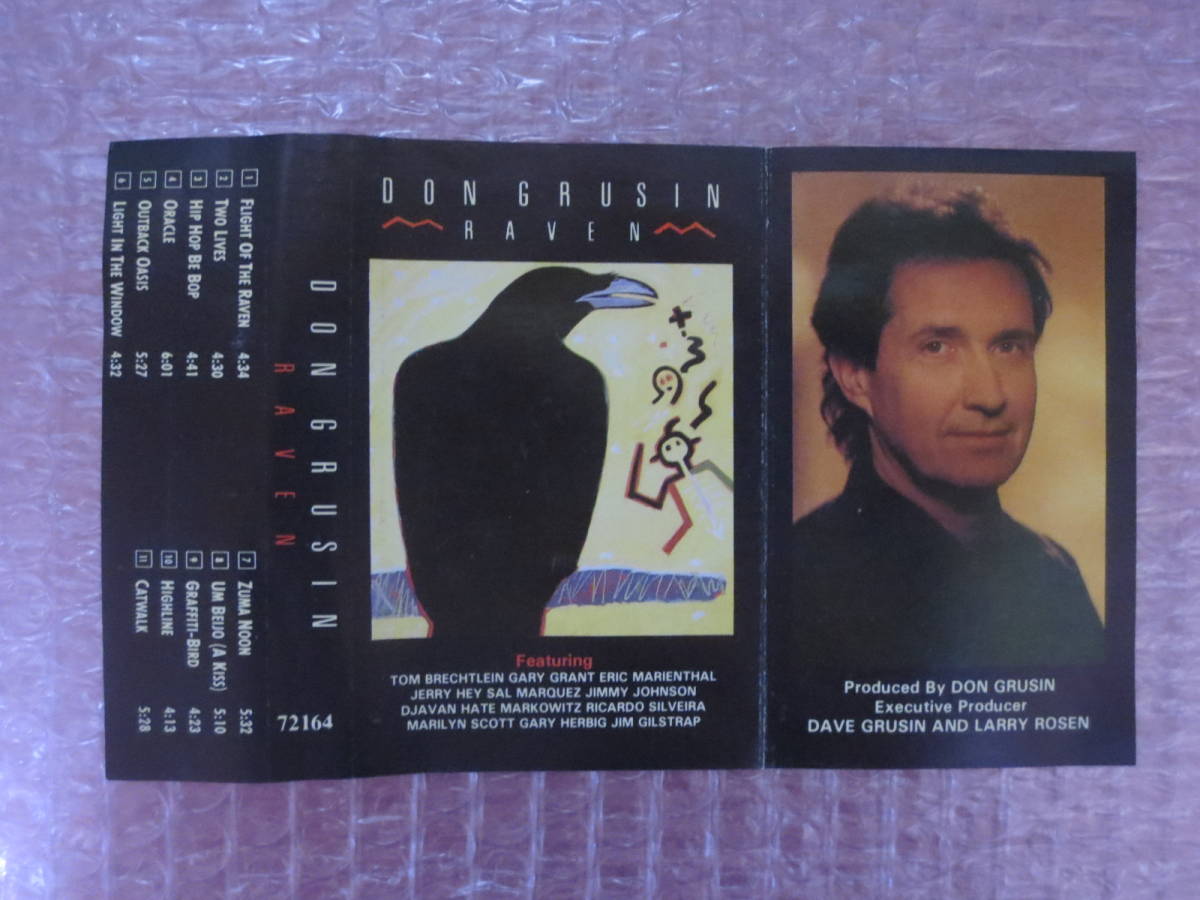 1 FLIGHT OF THE RAVEN 4:34
2 TWO LIVES 4:30
3 HIP HOP BE BOP 4:41
4 ORACLE 6:01
5 OUTBACK OASIS 5:27
6 LIGHT IN THE WINDOW 4:32
7 ZUMA NOON 5:32
8 UM BEIJO (A KISS) 5:10
9 GRAFFITI-BIRD 4:23
10 HIGHLINE 4:13
11 CATWALK 5:28
DON GRUSIN
RAVEN
72164
DON GRUSIN
RAVEN
Featuring
TOM BRECHTLEIN GARY GRANT ERIC MARIENTHAL
JERRY HEY SAL MARQUEZ JIMMY JOHNSON
DJAVAN HATE MARKOWITZ RICARDO SILVEIRA
MARILYN SCOTT GARY HERBIG JIM GILSTRAP
Produced By DON GRUSIN
Executive Producer
DAVE GRUSIN AND LARRY ROSEN